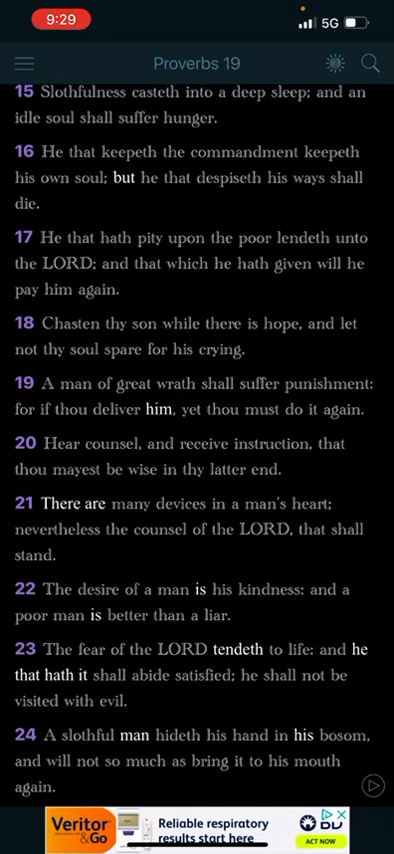 9:29
5G
Proverbs 19
15 Slothfulness casteth into a deep sleep; and an
idle soul shall suffer hunger.
16 He that keepeth the commandment keepeth
his own soul; but he that despiseth his ways shall
die.
17 He that hath pity upon the poor lendeth unto
the LORD; and that which he hath given will he
pay him again.
18 Chasten thy son while there is hope, and let
not thy soul spare for his crying.
19 A man of great wrath shall suffer punishment:
for if thou deliver him, yet thou must do it again.
20 Hear counsel, and receive instruction, that
thou mayest be wise in thy latter end.
21 There are many devices in a man's heart;
nevertheless the counsel of the LORD, that shall
stand.
22 The desire of a man is his kindness: and a
poor man is better than a liar.
23 The fear of the LORD tendeth to life: and he
that hath it shall abide satisfied; he shall not be
visited with evil.
24 A slothful man hideth his hand in his bosom,
and will not so much as bring it to his mouth
again.
Veritor
&Go
Reliable respiratory
results start here
ACT NOW